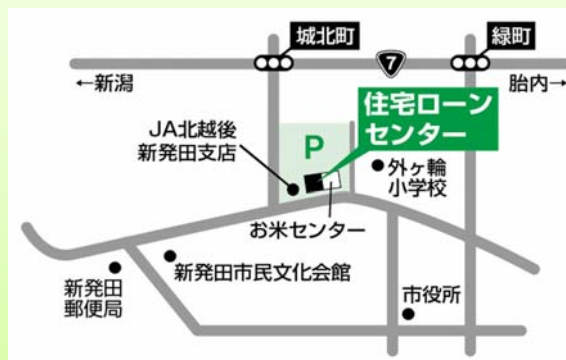 城北町
緑町
7
←新潟
胎内→
住宅ローン
センター
JA北越後
新発田支店
P
外ヶ輪
小学校
お米センター
新発田市民文化会館
新発田
郵便局
市役所